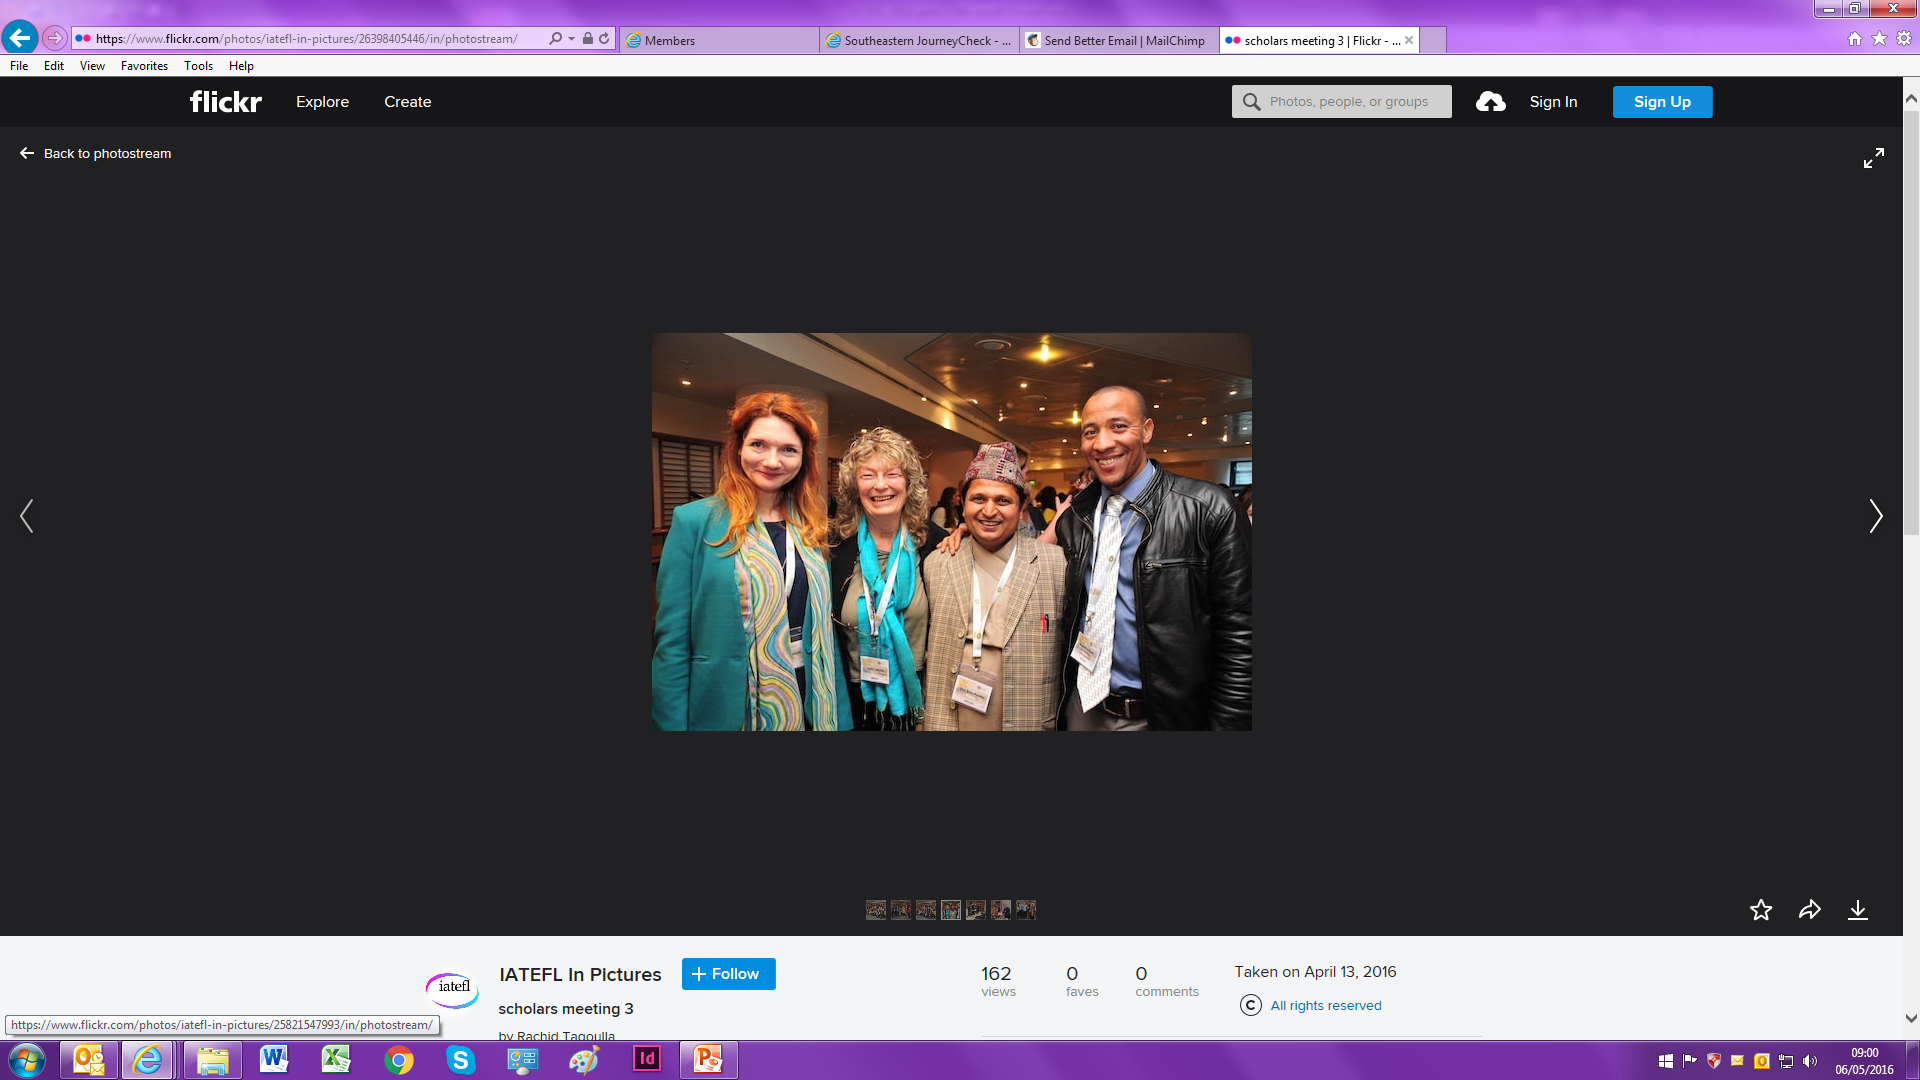 https://www.flickr.com/photos/iatefl-in-pictures/26398405446/in/photostream/
Members
Southeastern JourneyCheck - ...
Send Better Email | MailChimp
scholars meeting 3 | Flickr - ...
File Edit View Favorites Tools Help
flickr Explore Create
Photos, people, or groups
Sign In
Sign Up
Back to photostream
iatefl
IATEFL In Pictures
+ Follow
scholars meeting 3
by Rachid Tagoulla
162 views
0 faves
0 comments
Taken on April 13, 2016
All rights reserved
https://www.flickr.com/photos/iatefl-in-pictures/25821547993/in/photostream/
09:00
06/05/2016